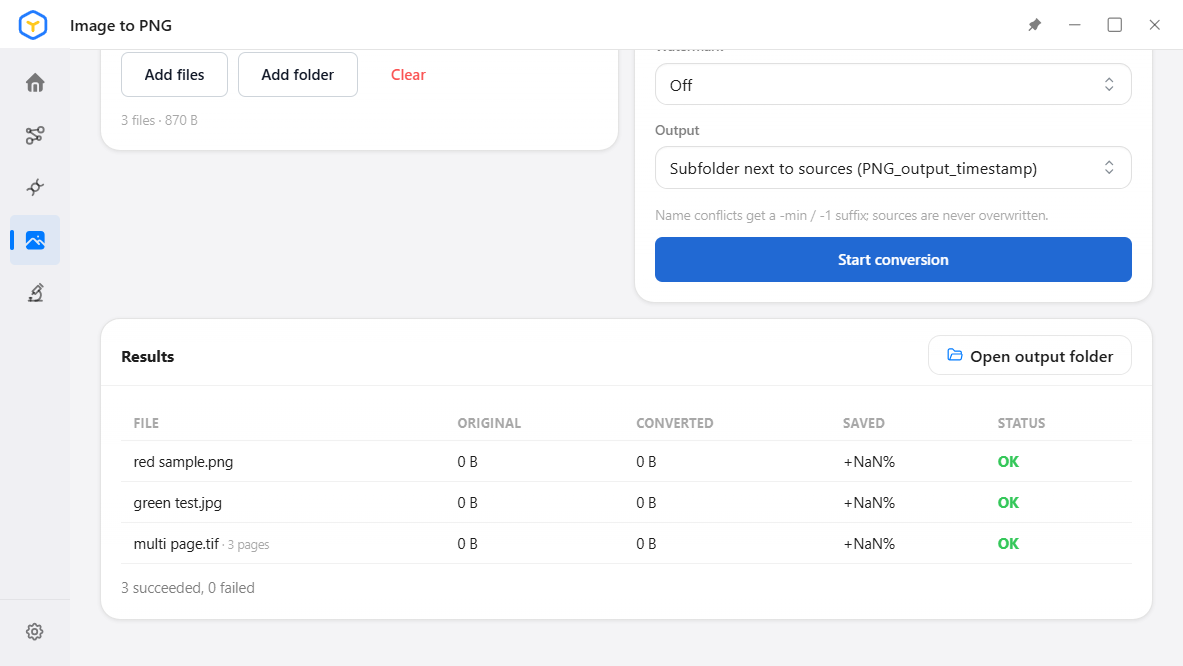 Image to PNG
Add files
Add folder
Clear
3 files · 870 B
Watermark
Off
Output
Subfolder next to sources (PNG_output_timestamp)
Name conflicts get a -min / -1 suffix; sources are never overwritten.
Start conversion
Results
Open output folder
FILE ORIGINAL CONVERTED SAVED STATUS
red sample.png 0 B 0 B +NaN% OK
green test.jpg 0 B 0 B +NaN% OK
multi page.tif · 3 pages 0 B 0 B +NaN% OK
3 succeeded, 0 failed